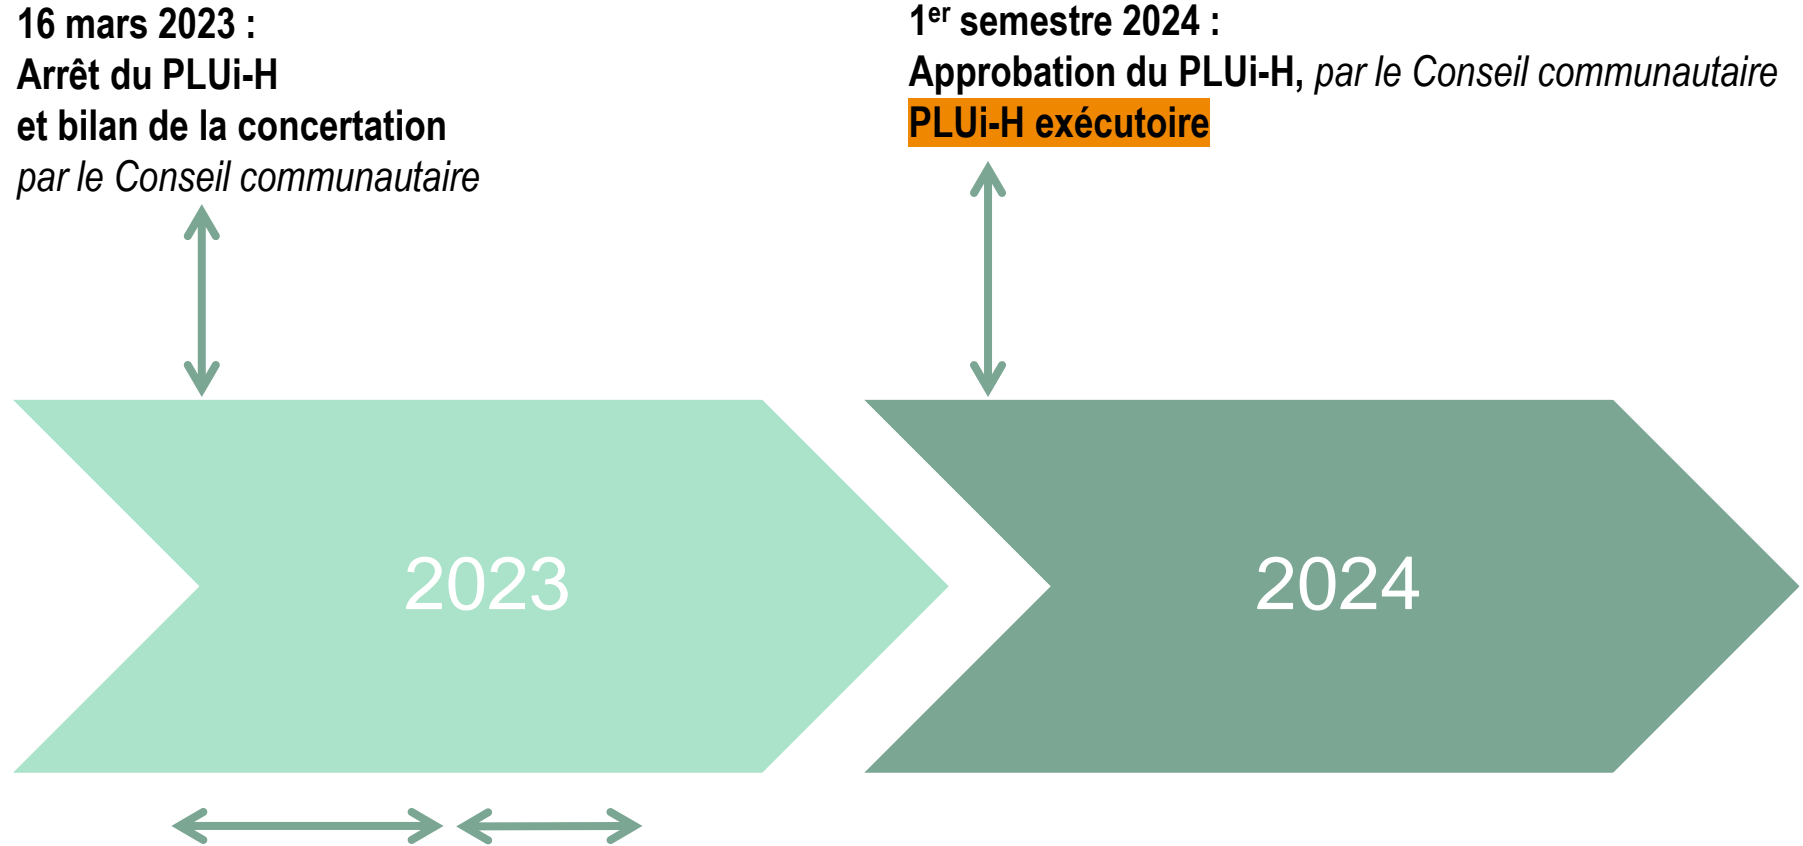 16 mars 2023 :
Arrêt du PLUi-H
et bilan de la concertation
par le Conseil communautaire
1er semestre 2024 :
Approbation du PLUi-H, par le Conseil communautaire
PLUi-H exécutoire
2023
2024